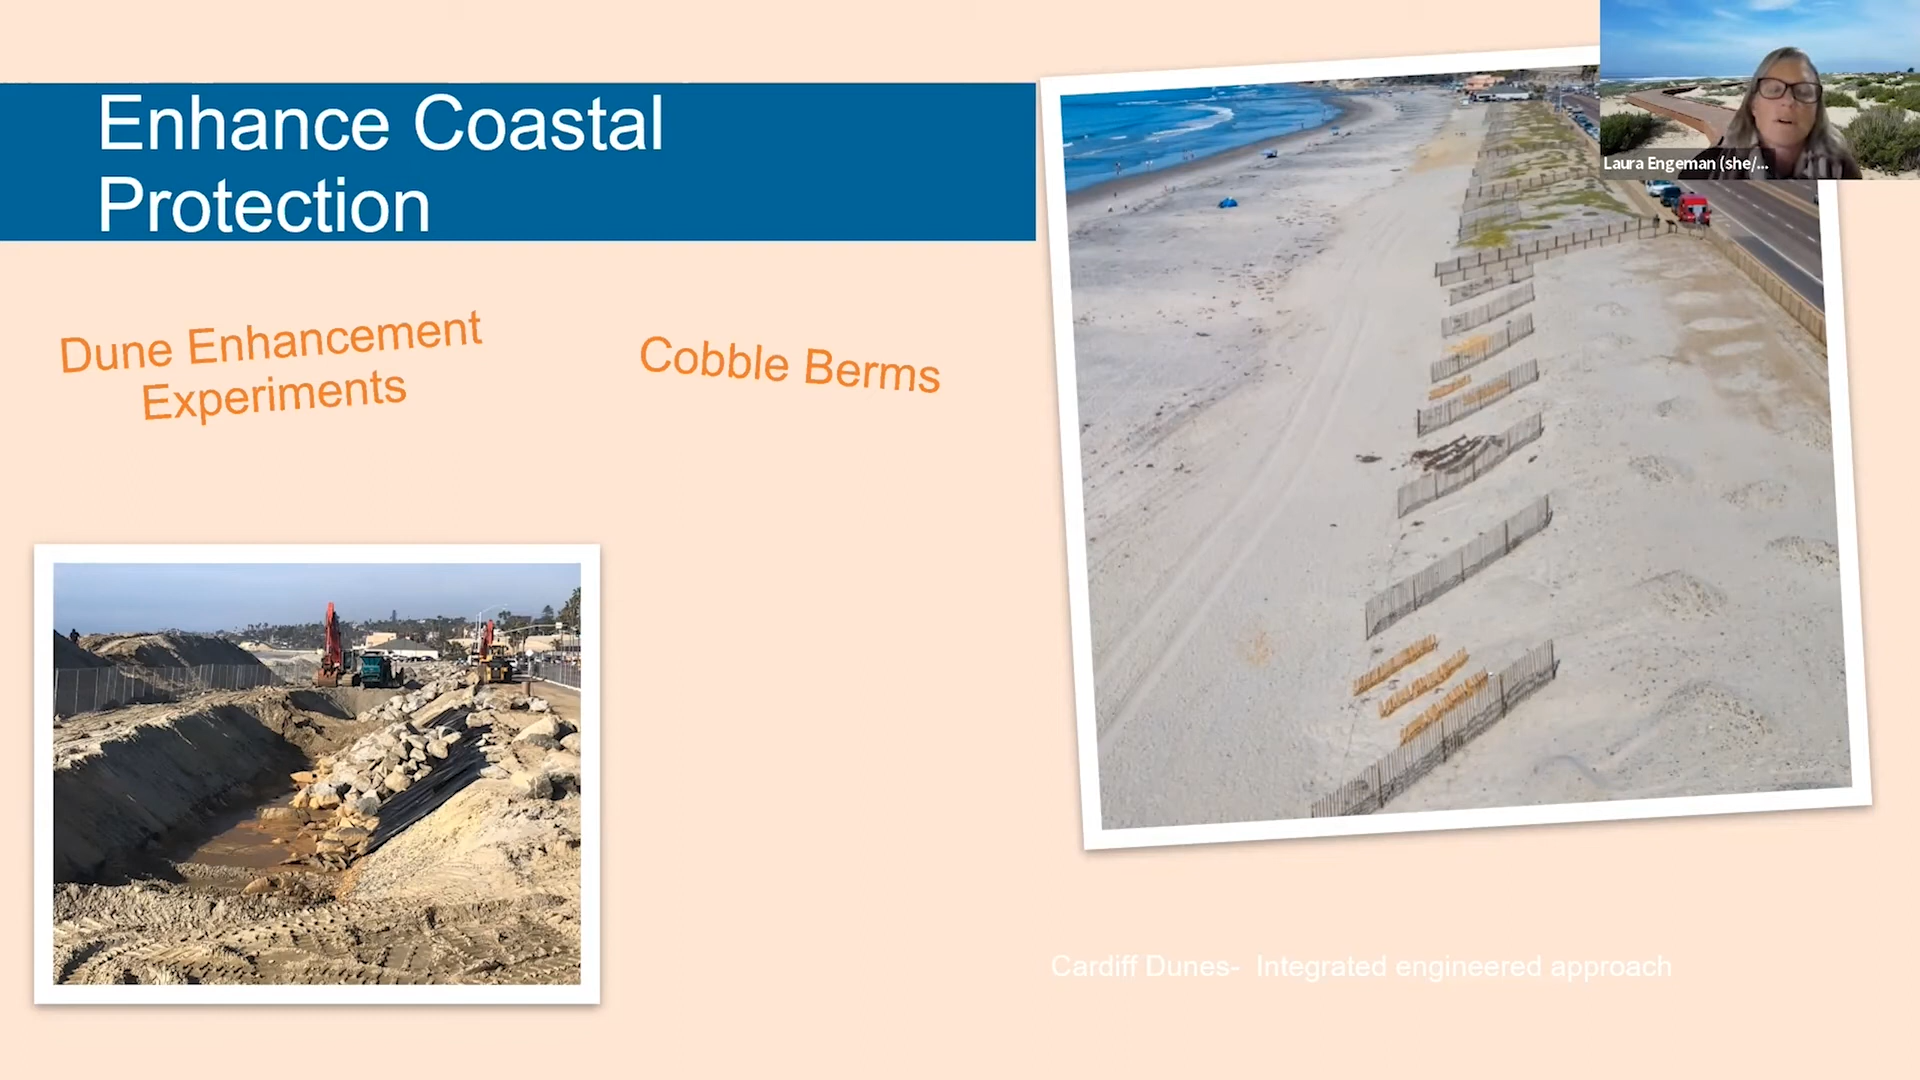 Enhance Coastal
Protection
Dune Enhancement
Experiments
Cobble Berms
Laura Engeman (she/...
Cardiff Dunes-  Integrated engineered approach